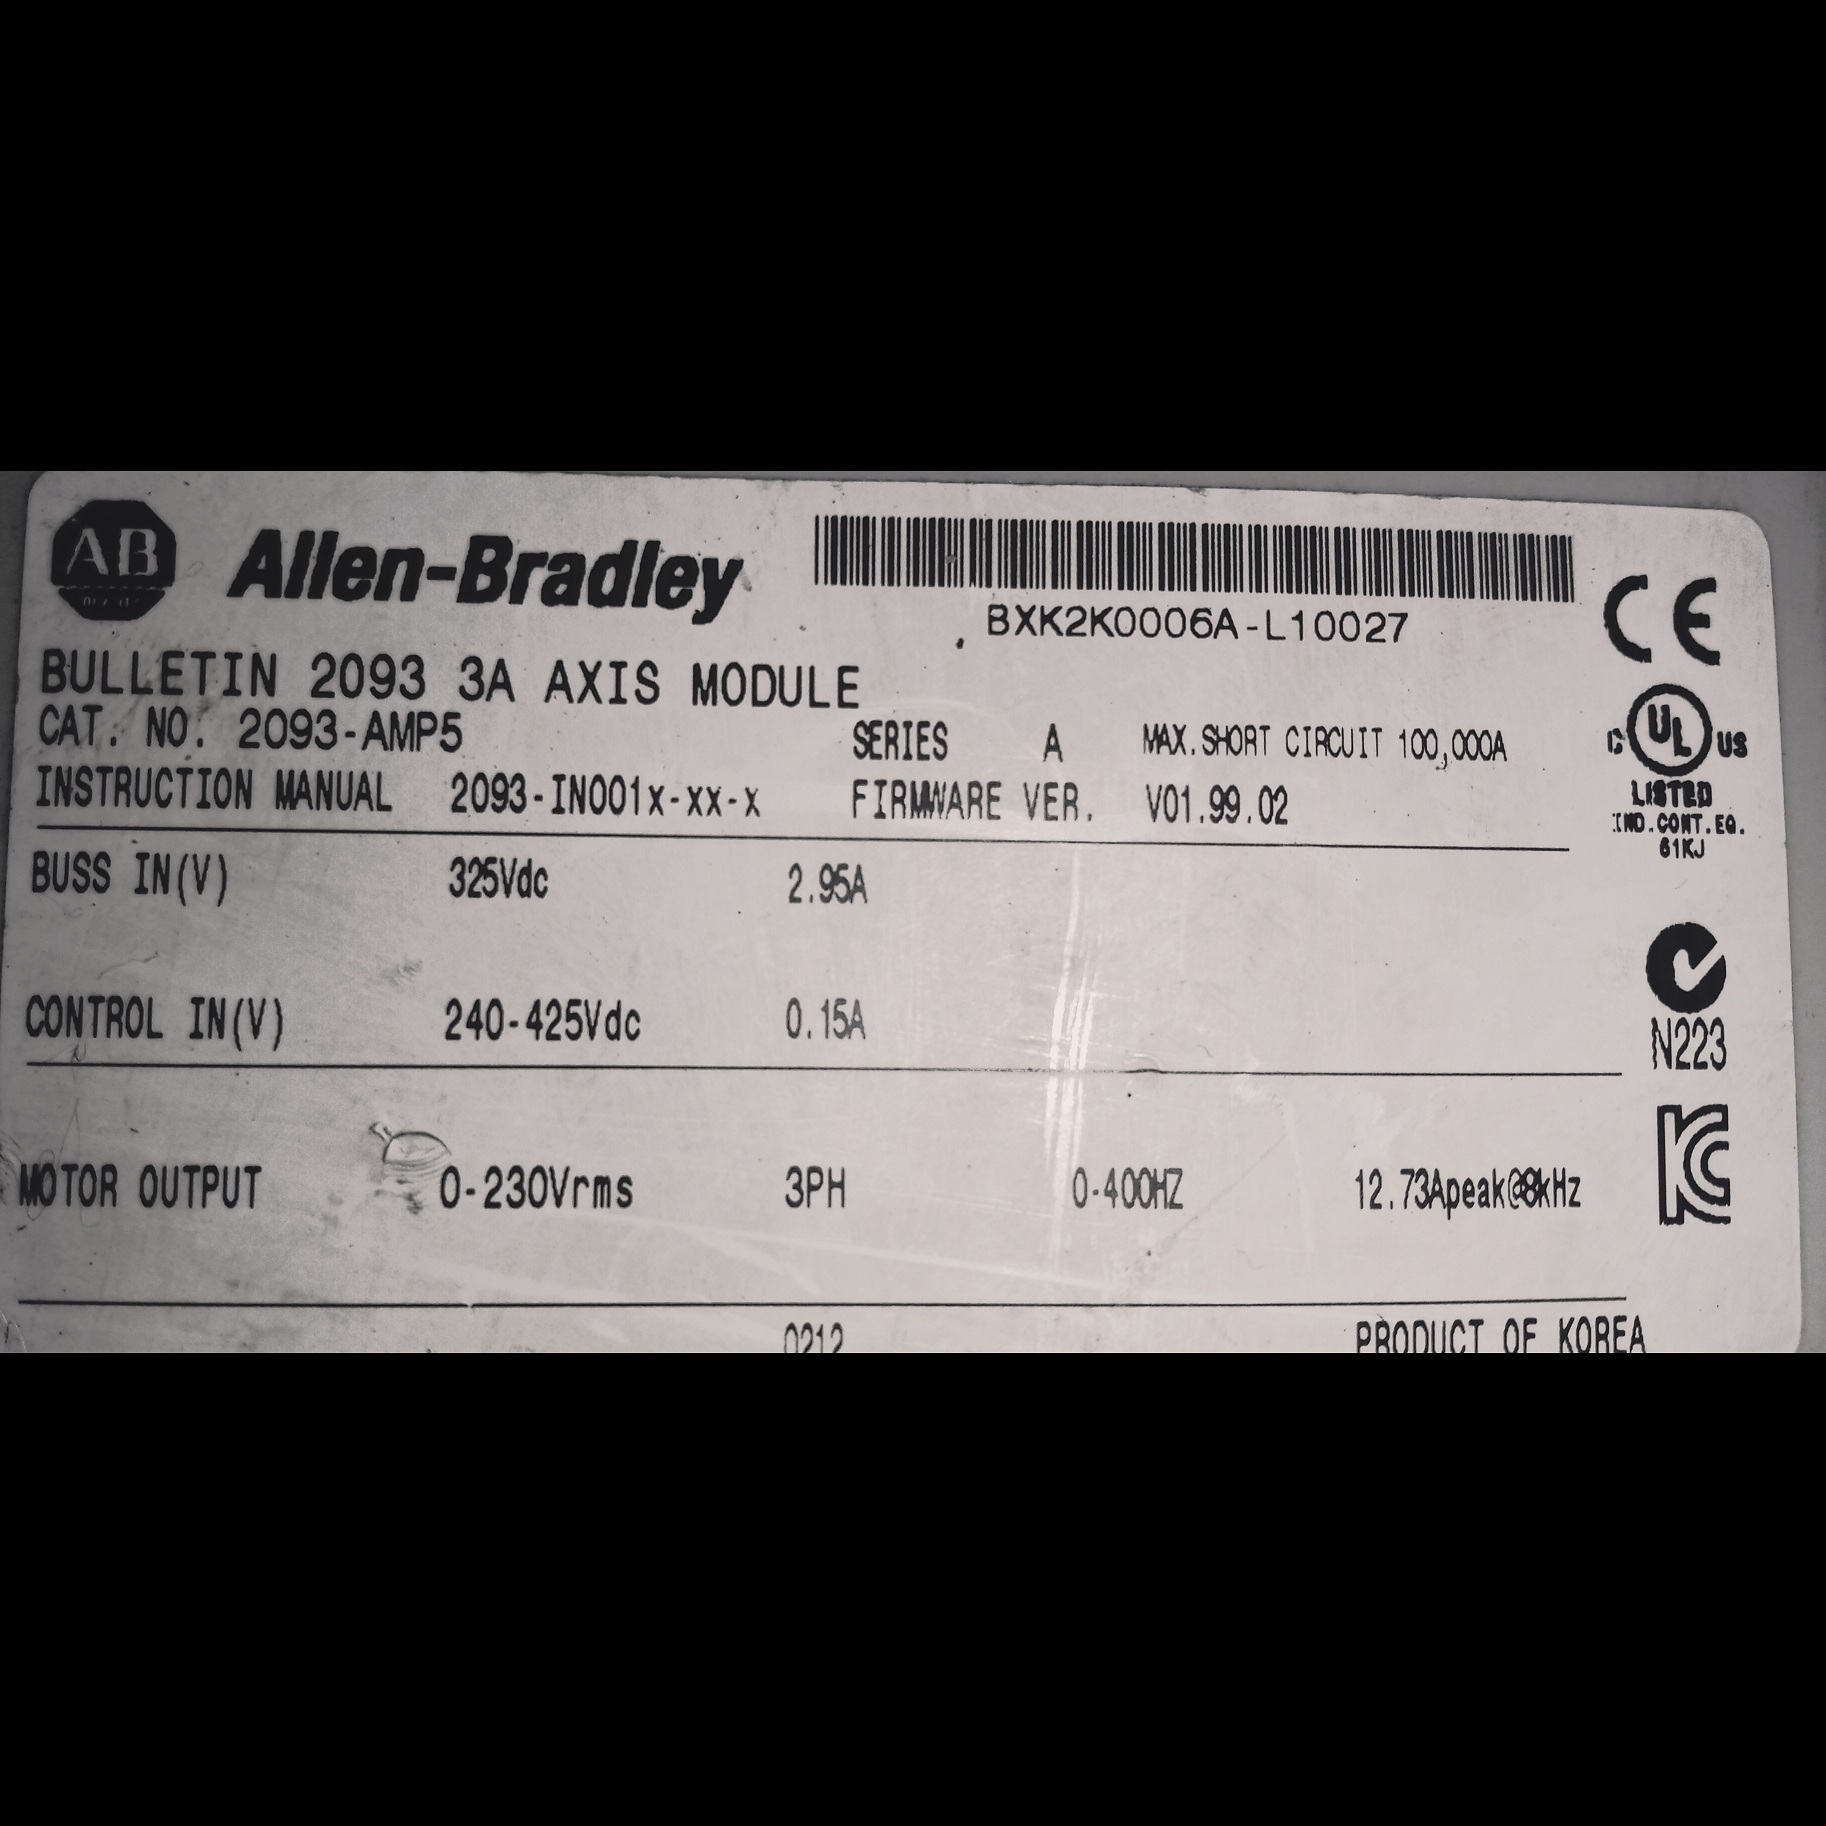 AB
Allen-Bradley
BXK2K0006A-L10027
BULLETIN 2093 3A AXIS MODULE
CAT. NO. 2093-AMP5
SERIES A MAX.SHORT CIRCUIT 100,000A
INSTRUCTION MANUAL 2093-IN001x-xx-x FIRMWARE VER. V01.99.02
CE
C UL US
LISTED
IND.CONT.EQ.
61KJ
BUSS IN(V) 325Vdc 2.95A
CONTROL IN(V) 240-425Vdc 0.15A
N223
MOTOR OUTPUT 0-230Vrms 3PH 0-400HZ 12.73Apeak@8kHz
KC
0212 PRODUCT OF KOREA